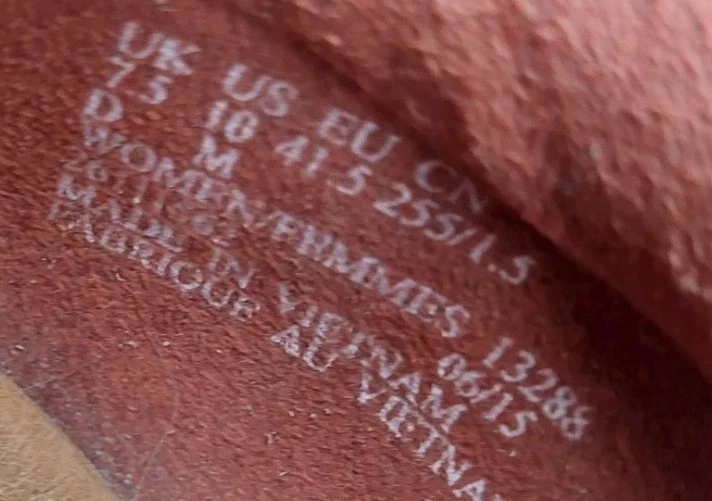 UK US EU CN
7.5 10 41.5 255/1.5
D M
WOMEN/FEMMES 13286
06/15
MADE IN VIETNAM
FABRIQUE AU VIETNAM